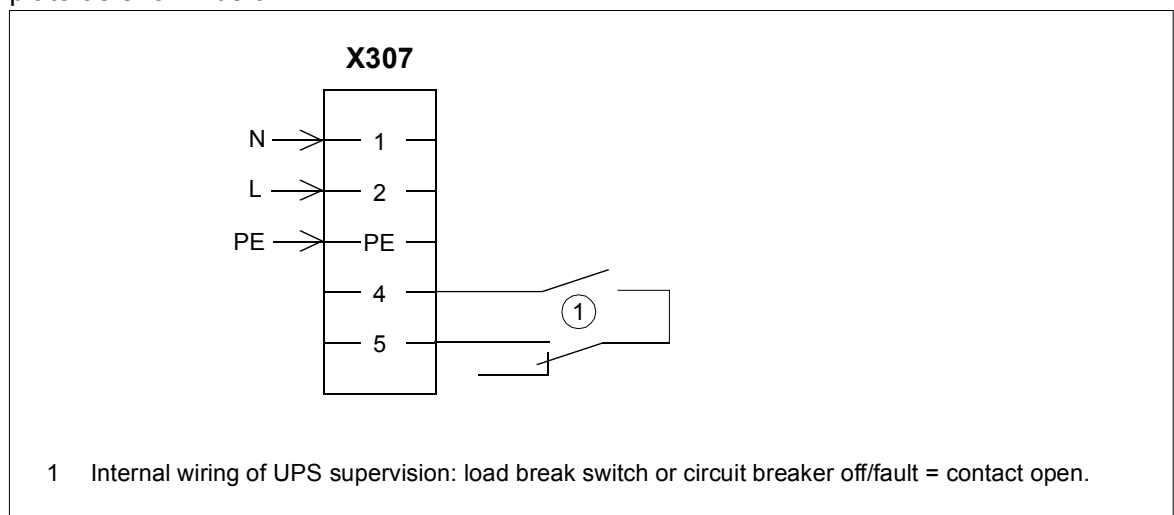 X307
N 1
L 2
PE PE
4
1
5
1 Internal wiring of UPS supervision: load break switch or circuit breaker off/fault = contact open.